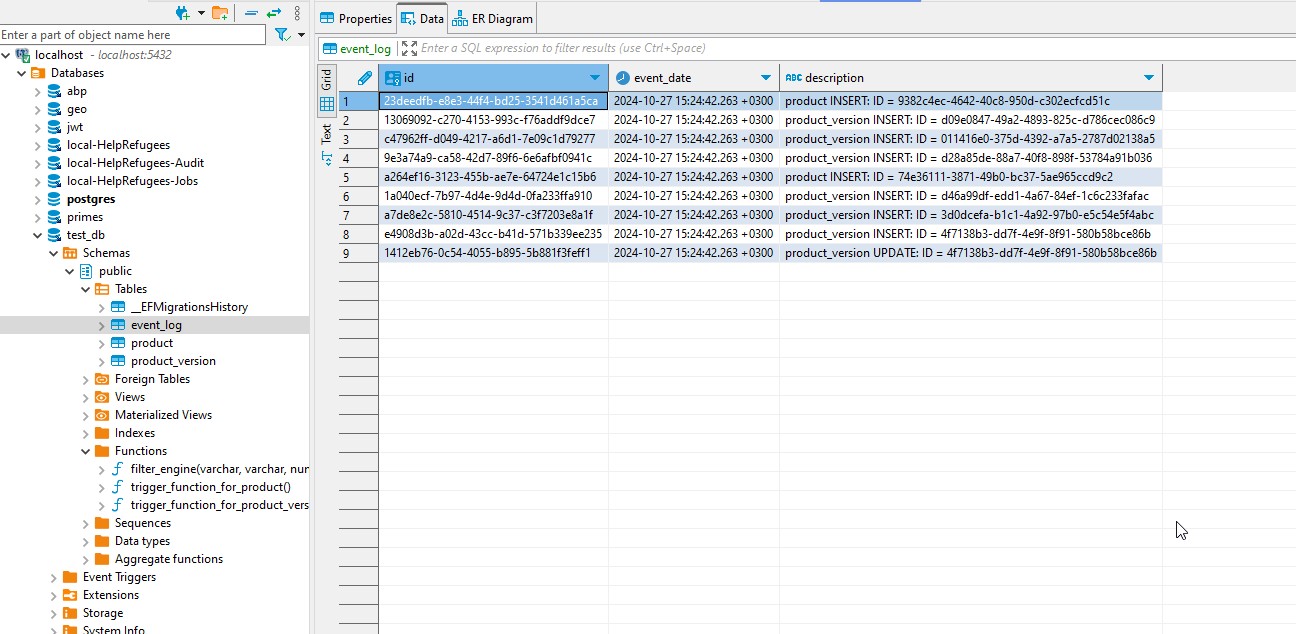 Enter a part of object name here
localhost - localhost:5432
Databases
abp
geo
jwt
local-HelpRefugees
local-HelpRefugees-Audit
local-HelpRefugees-Jobs
postgres
primes
test_db
Schemas
public
Tables
__EFMigrationsHistory
event_log
product
product_version
Foreign Tables
Views
Materialized Views
Indexes
Functions
filter_engine(varchar, varchar, nur
trigger_function_for_product()
trigger_function_for_product_vers
Sequences
Data types
Aggregate functions
Event Triggers
Extensions
Storage
System Info
Properties Data ER Diagram
event_log Enter a SQL expression to filter results (use Ctrl+Space)
Grid
Text
id event_date ABC description
1 23deedfb-e8e3-44f4-bd25-3541d461a5ca 2024-10-27 15:24:42.263 +0300 product INSERT: ID = 9382c4ec-4642-40c8-950d-c302ecfcd51c
2 13069092-c270-4153-993c-f76addf9dce7 2024-10-27 15:24:42.263 +0300 product_version INSERT: ID = d09e0847-49a2-4893-825c-d786cec086c9
3 c47962ff-d049-4217-a6d1-7e09c1d79277 2024-10-27 15:24:42.263 +0300 product_version INSERT: ID = 011416e0-375d-4392-a7a5-2787d02138a5
4 9e3a74a9-ca58-42d7-89f6-6e6afbf0941c 2024-10-27 15:24:42.263 +0300 product_version INSERT: ID = d28a85de-88a7-40f8-898f-53784a91b036
5 a264ef16-3123-455b-ae7e-64724e1c15b6 2024-10-27 15:24:42.263 +0300 product INSERT: ID = 74e36111-3871-49b0-bc37-5ae965ccd9c2
6 1a040ecf-7b97-4d4e-9d4d-0fa233ffa910 2024-10-27 15:24:42.263 +0300 product_version INSERT: ID = d46a99df-edd1-4a67-84ef-1c6c233fafac
7 a7de8e2c-5810-4514-9c37-c3f7203e8a1f 2024-10-27 15:24:42.263 +0300 product_version INSERT: ID = 3d0dcefa-b1c1-4a92-97b0-e5c54e5f4abc
8 e4908d3b-a02d-43cc-b41d-571b339ee235 2024-10-27 15:24:42.263 +0300 product_version INSERT: ID = 4f7138b3-dd7f-4e9f-8f91-580b58bce86b
9 1412eb76-0c54-4055-b895-5b881f3feff1 2024-10-27 15:24:42.263 +0300 product_version UPDATE: ID = 4f7138b3-dd7f-4e9f-8f91-580b58bce86b